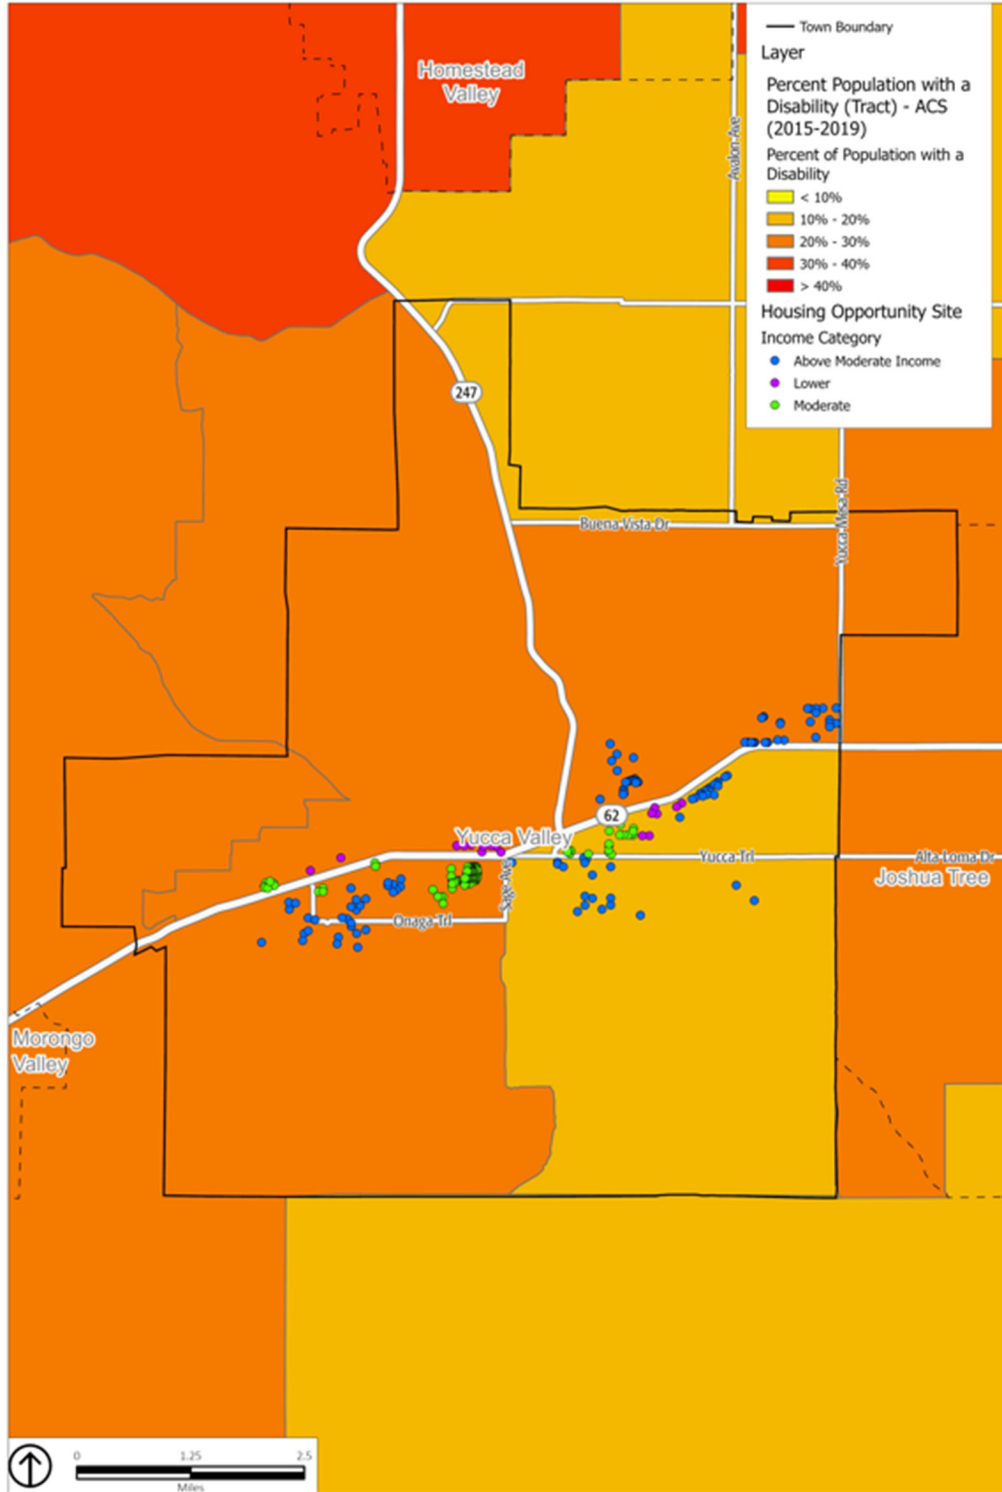 Town Boundary
Layer
Percent Population with a
Disability (Tract) - ACS
(2015-2019)
Percent of Population with a
Disability
< 10%
10% - 20%
20% - 30%
30% - 40%
> 40%
Housing Opportunity Site
Income Category
Above Moderate Income
Lower
Moderate
Homestead
Valley
Avalon Ave
247
Buena Vista Dr
Yucca Mesa Rd
62
Yucca Valley
Yucca Trl
Alta Loma Dr
Joshua Tree
Sage Ave
Onaga Trl
Morongo
Valley
0 1.25 2.5
Miles